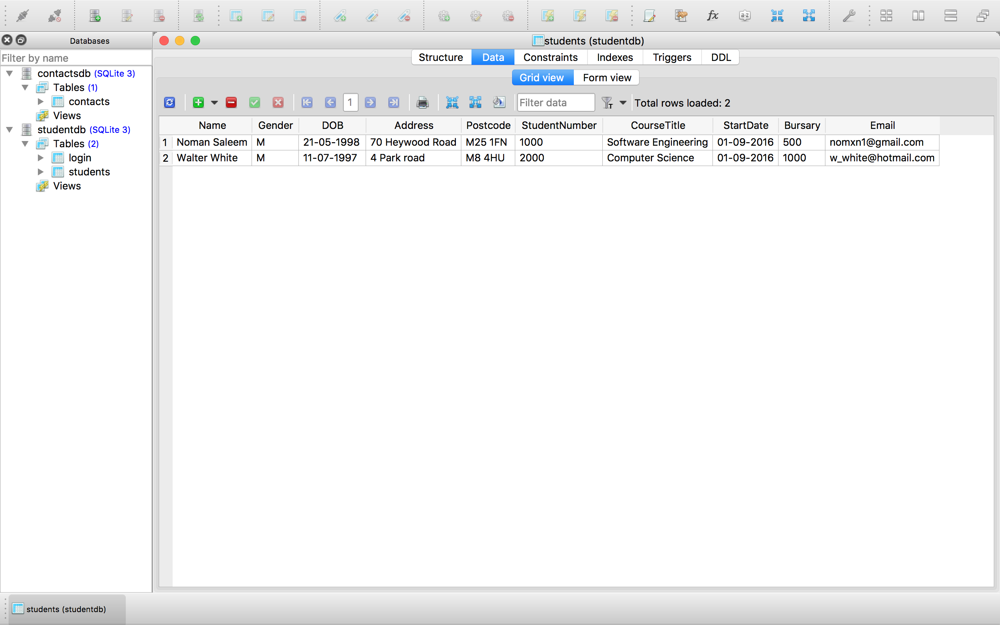 fx
a-z
Databases
students (studentdb)
Filter by name
Structure Data Constraints Indexes Triggers DDL
contactsdb (SQLite 3)
Grid view Form view
Tables (1)
contacts
1 Filter data T Total rows loaded: 2
Views
studentdb (SQLite 3)
Name Gender DOB Address Postcode StudentNumber CourseTitle StartDate Bursary Email
Tables (2)
1 Noman Saleem M 21-05-1998 70 Heywood Road M25 1FN 1000 Software Engineering 01-09-2016 500 nomxn1@gmail.com
login
2 Walter White M 11-07-1997 4 Park road M8 4HU 2000 Computer Science 01-09-2016 1000 w_white@hotmail.com
students
Views
students (studentdb)